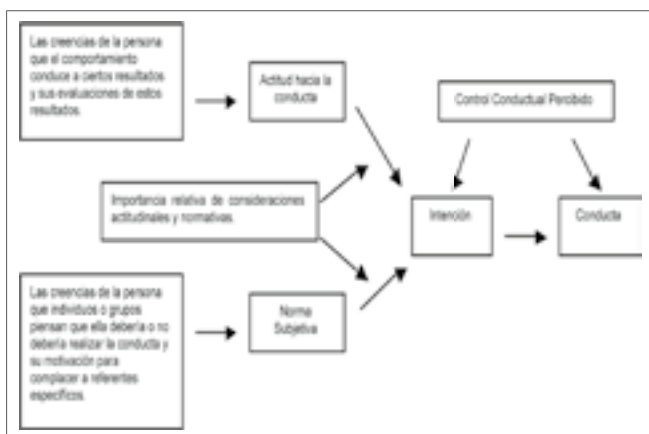 Las creencias de la persona
que el comportamiento
conduce a ciertos resultados
y sus evaluaciones de estos
resultados.
Actitud hacia la
conducta
Control Conductual Percibido
Importancia relativa de consideraciones
actitudinales y normativas.
Intención
Conducta
Las creencias de la persona
que individuos o grupos
piensan que ella debería o no
debería realizar la conducta y
su motivación para
complacer a referentes
específicos.
Norma
Subjetiva